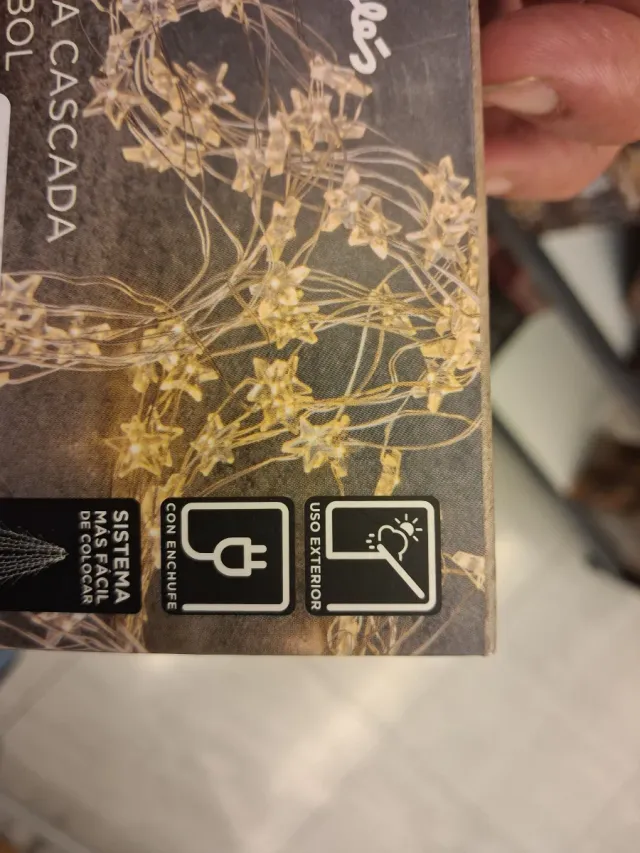 A CASCADA
BOL
USO EXTERIOR
CON ENCHUFE
SISTEMA
MÁS FÁCIL
DE COLOCAR